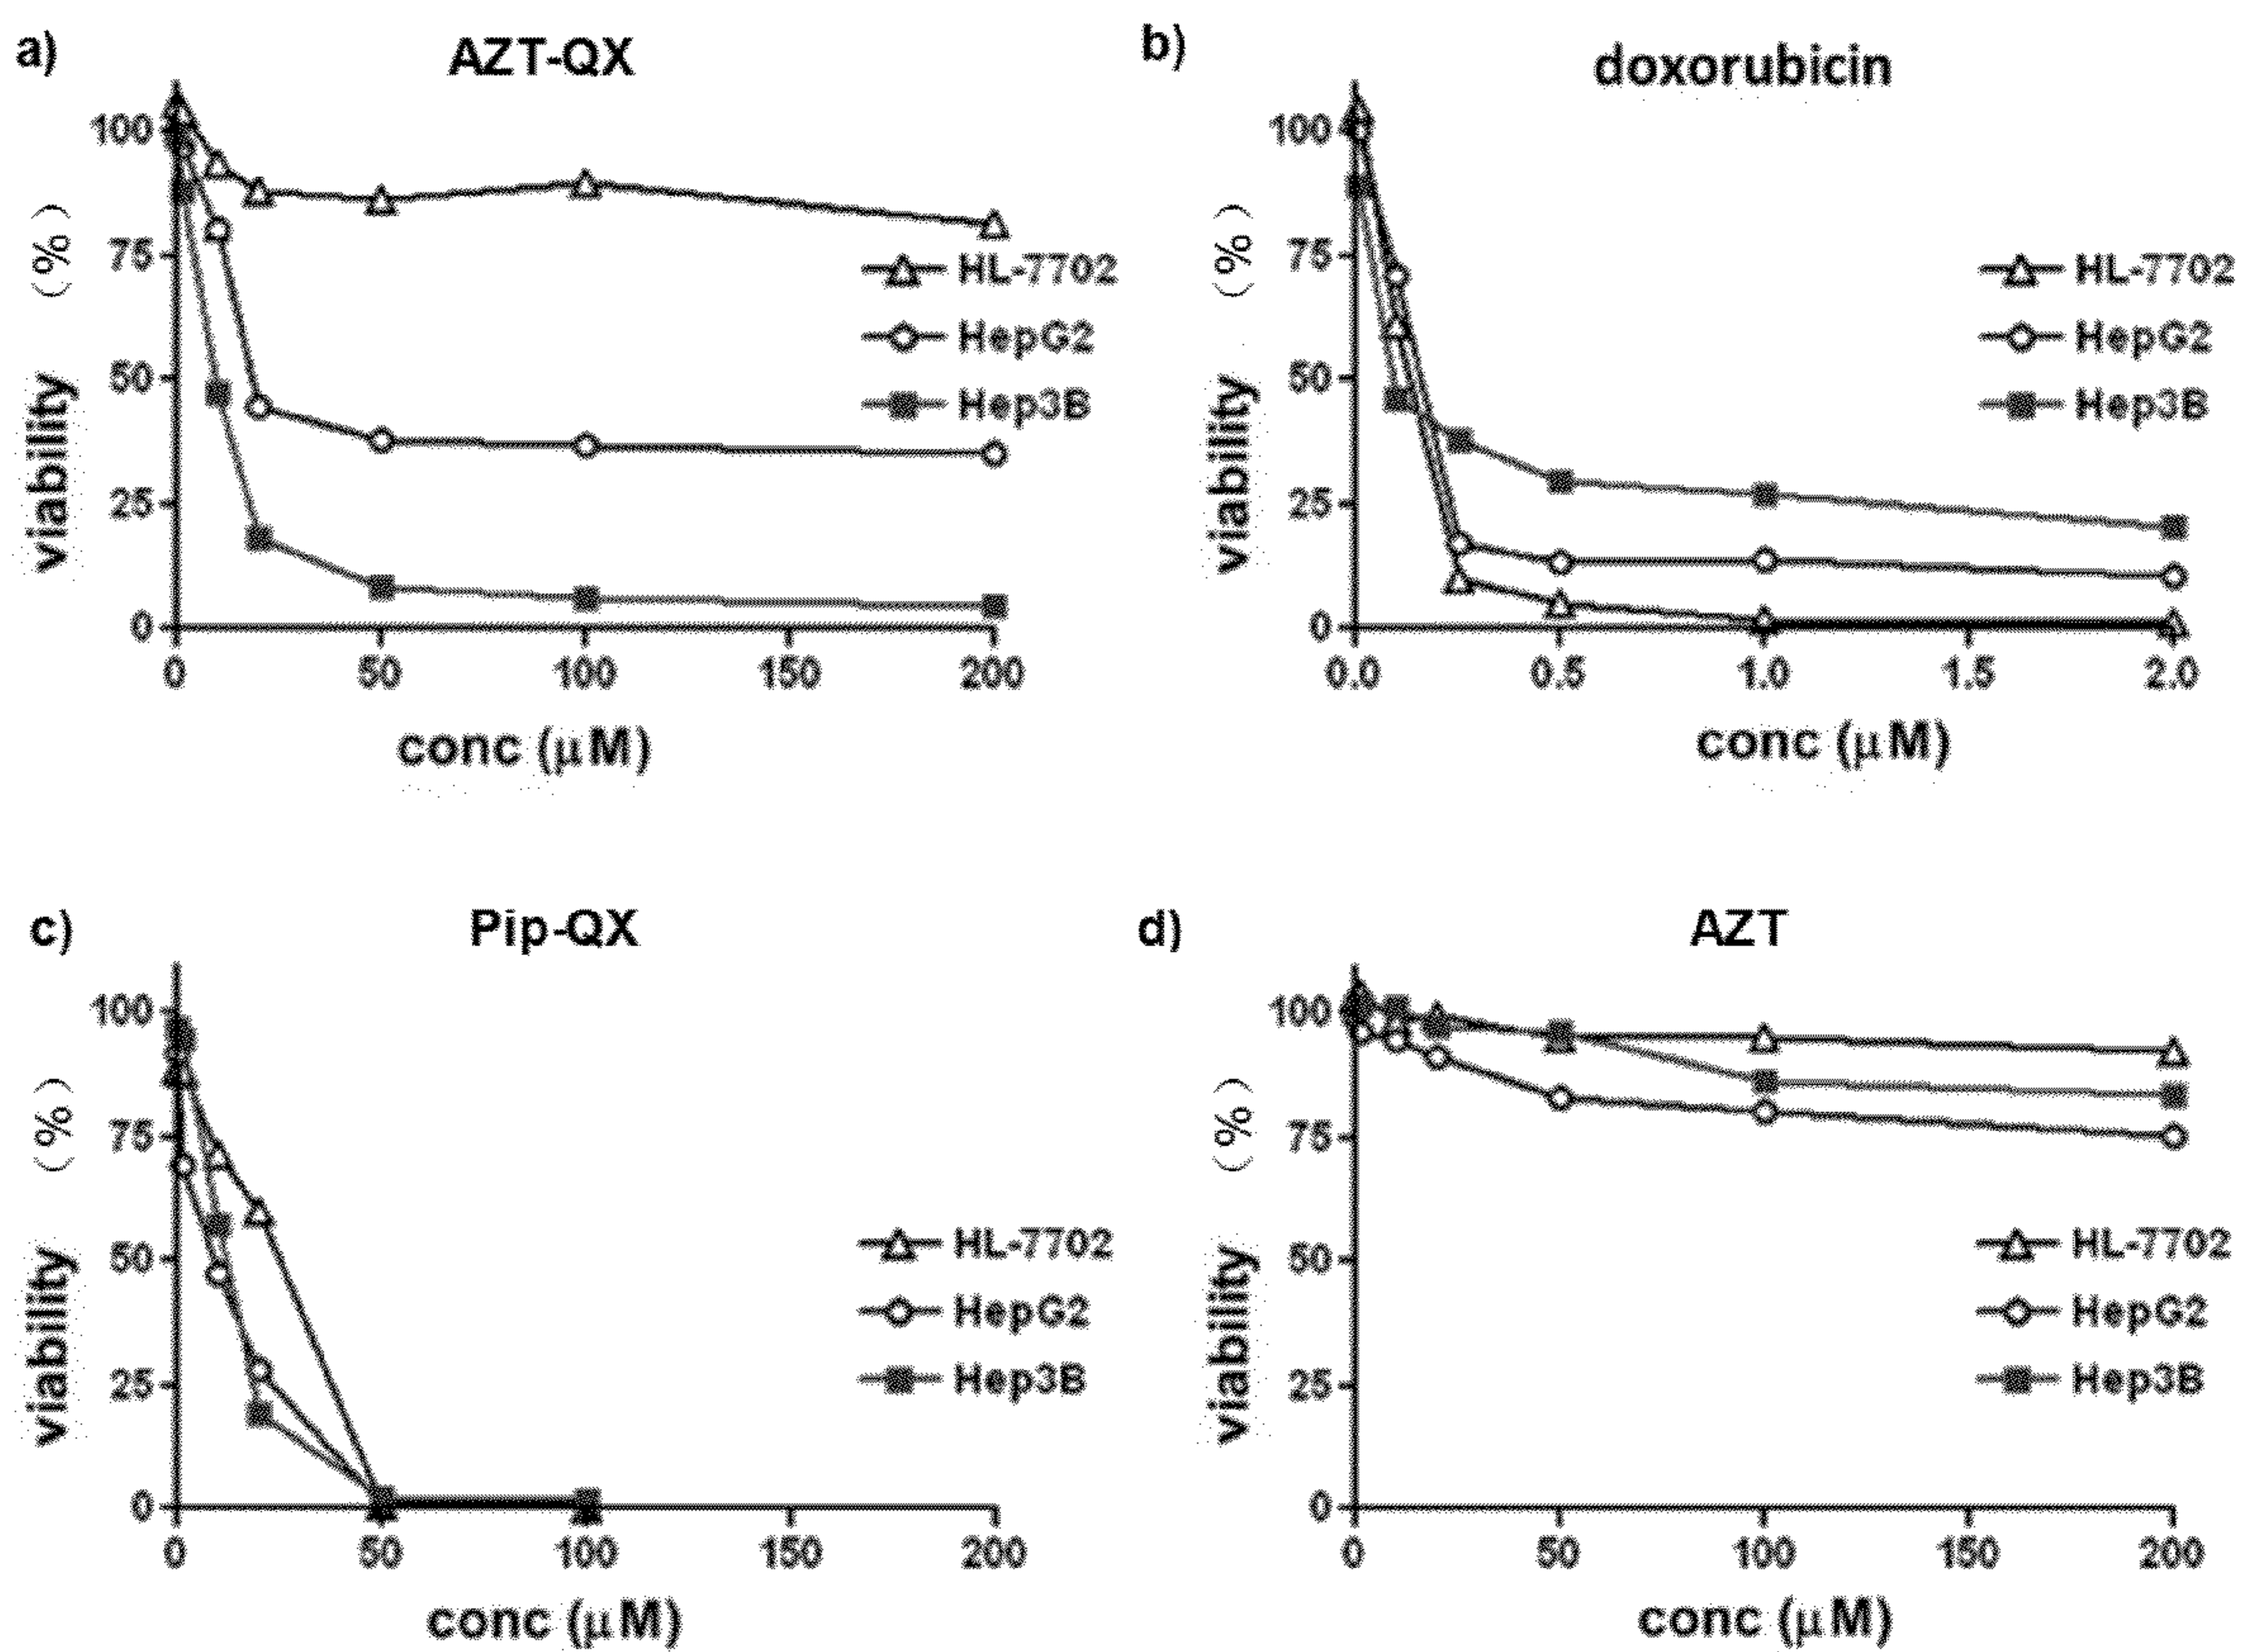 a)
AZT-QX
viability （%）
100
75
50
25
0
0 50 100 150 200
conc (μM)
HL-7702
HepG2
Hep3B
b)
doxorubicin
viability （%）
100
75
50
25
0
0.0 0.5 1.0 1.5 2.0
conc (μM)
HL-7702
HepG2
Hep3B
c)
Pip-QX
viability （%）
100
75
50
25
0
0 50 100 150 200
conc (μM)
HL-7702
HepG2
Hep3B
d)
AZT
viability （%）
100
75
50
25
0
0 50 100 150 200
conc (μM)
HL-7702
HepG2
Hep3B